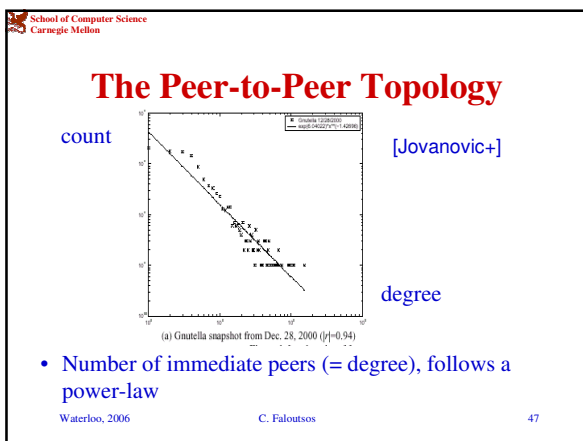 School of Computer Science
Carnegie Mellon
The Peer-to-Peer Topology
count
[Jovanovic+]
Gnutella 12/28/2000
degree
(a) Gnutella snapshot from Dec. 28, 2000 (|r|=0.94)
• Number of immediate peers (= degree), follows a
power-law
Waterloo, 2006
C. Faloutsos
47